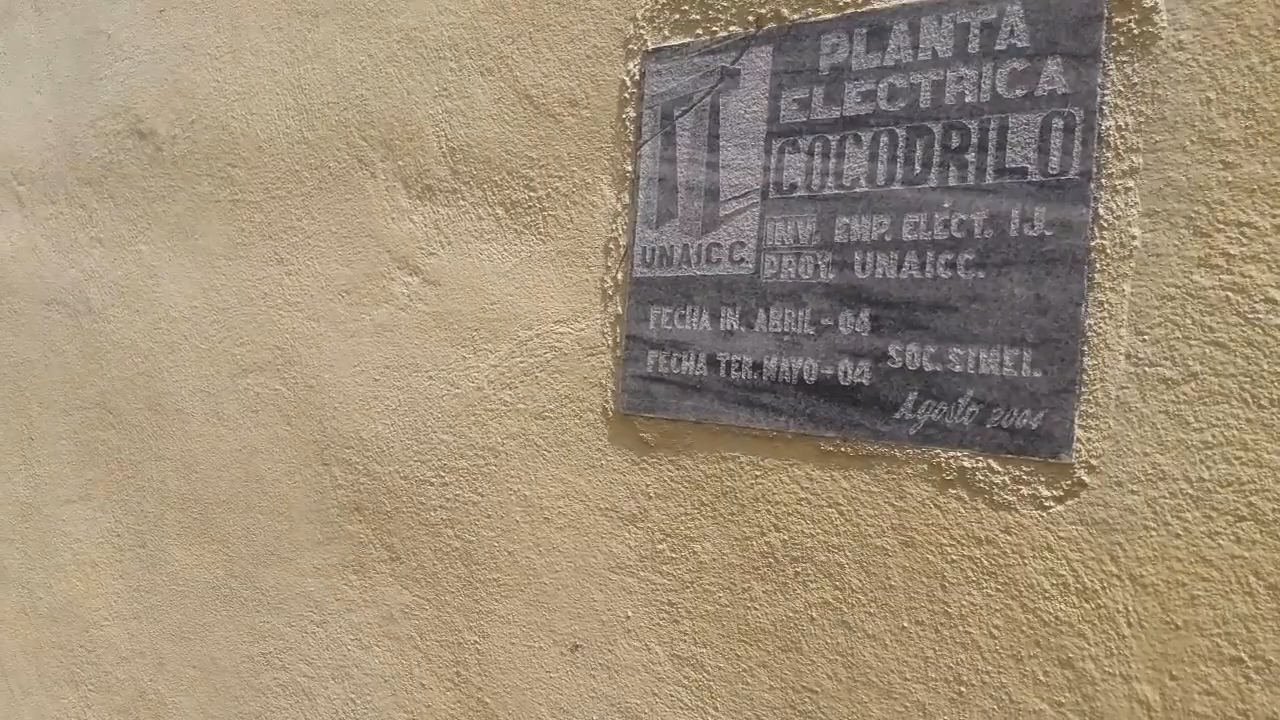 PLANTA
ELECTRICA
COCODRILO
UNAICC
INV. EMP. ELECT. I J.
PROY. UNAICC.
FECHA IN. ABRIL - 04
FECHA TER. MAYO - 04
SOC. SIMEI.
Agosto 2004